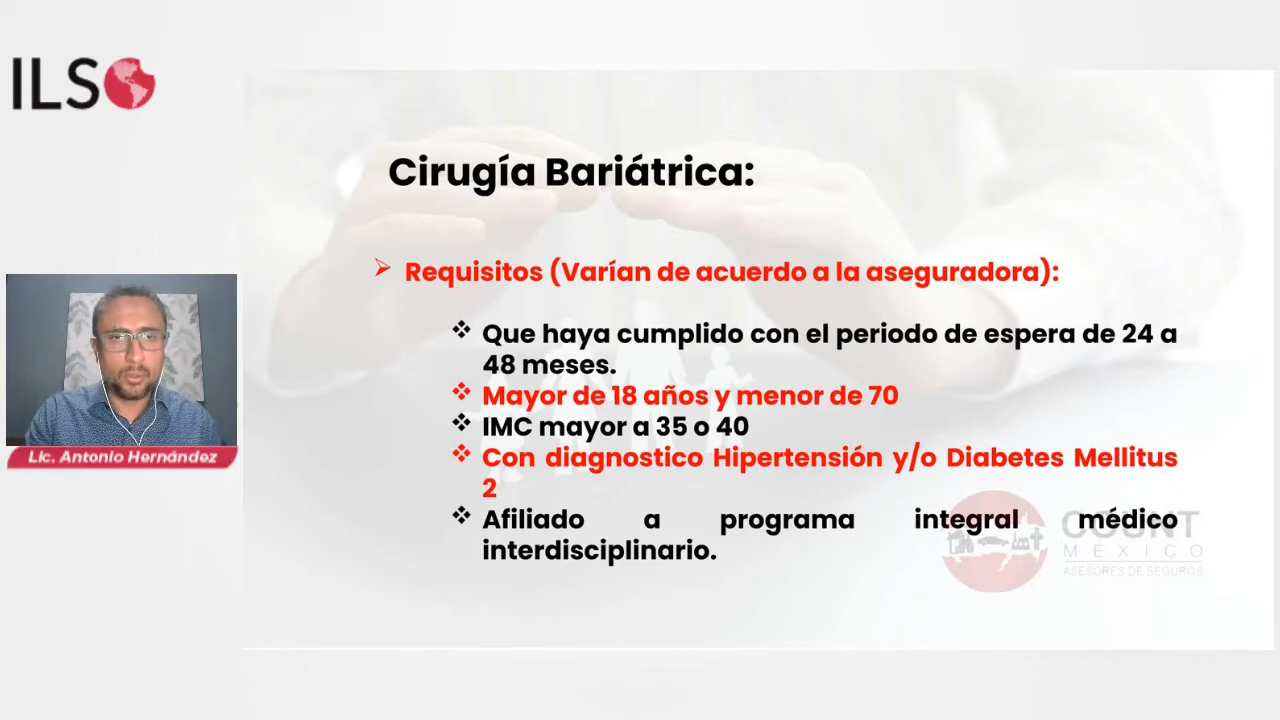 ILSO
Cirugía Bariátrica:
Requisitos (Varían de acuerdo a la aseguradora):
Que haya cumplido con el periodo de espera de 24 a
48 meses.
Mayor de 18 años y menor de 70
IMC mayor a 35 o 40
Con diagnostico Hipertensión y/o Diabetes Mellitus
2
Afiliado a programa integral médico
interdisciplinario.
Lic. Antonio Hernández
COUNT
MÉXICO
ASESORES DE SEGUROS